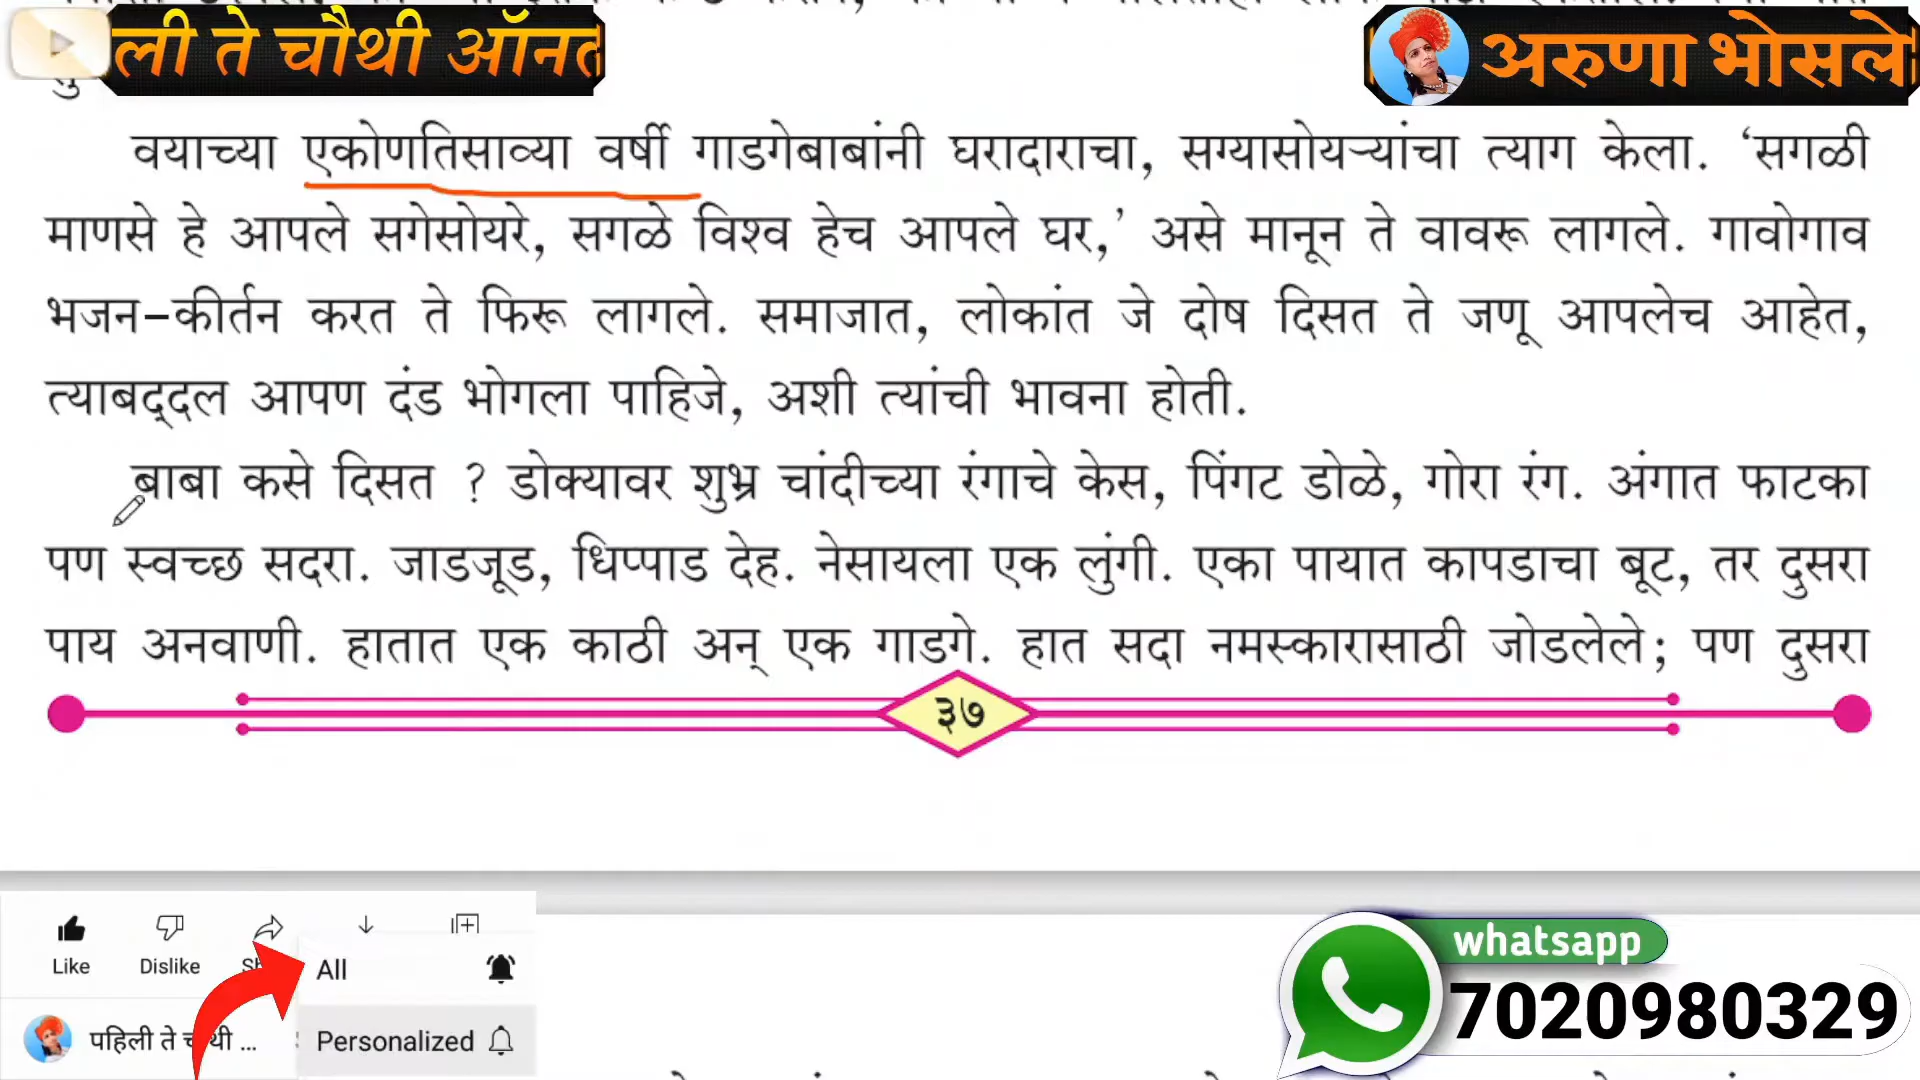 ली ते चौथी ऑनल
अरुणा भोसले
वयाच्या एकोणतिसाव्या वर्षी गाडगेबाबांनी घरादाराचा, सग्यासोयऱ्यांचा त्याग केला. ‘सगळी
माणसे हे आपले सगेसोयरे, सगळे विश्व हेच आपले घर,’ असे मानून ते वावरू लागले. गावोगाव
भजन–कीर्तन करत ते फिरू लागले. समाजात, लोकांत जे दोष दिसत ते जणू आपलेच आहेत,
त्याबद्‌दल आपण दंड भोगला पाहिजे, अशी त्यांची भावना होती.
बाबा कसे दिसत ? डोक्यावर शुभ्र चांदीच्या रंगाचे केस, पिंगट डोळे, गोरा रंग. अंगात फाटका
पण स्वच्छ सदरा. जाडजूड, धिप्पाड देह. नेसायला एक लुंगी. एका पायात कापडाचा बूट, तर दुसरा
पाय अनवाणी. हातात एक काठी अन् एक गाडगे. हात सदा नमस्कारासाठी जोडलेले; पण दुसरा
३७
Like Dislike
All
पहिली ते चौथी ...
Personalized
whatsapp
7020980329